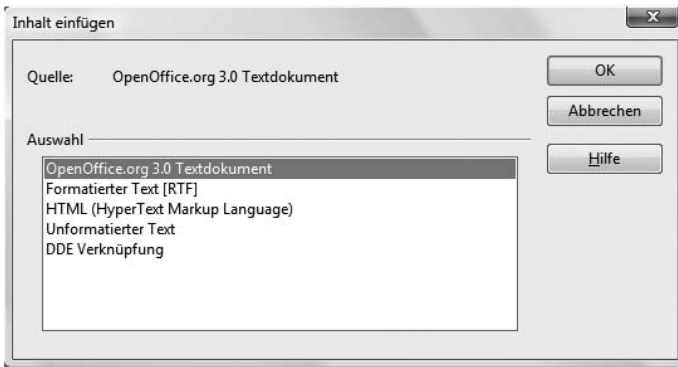 Inhalt einfügen
Quelle: OpenOffice.org 3.0 Textdokument
OK
Abbrechen
Hilfe
Auswahl
OpenOffice.org 3.0 Textdokument
Formatierter Text [RTF]
HTML (HyperText Markup Language)
Unformatierter Text
DDE Verknüpfung